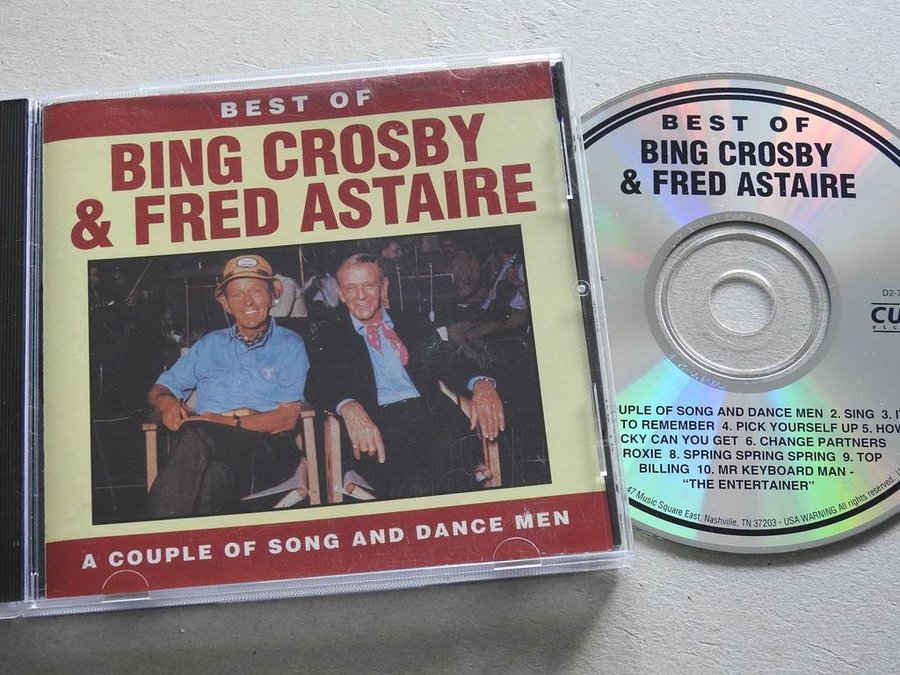 BEST OF
BING CROSBY
& FRED ASTAIRE
A COUPLE OF SONG AND DANCE MEN
BEST OF
BING CROSBY
& FRED ASTAIRE
D2-7
CU
UPLE OF SONG AND DANCE MEN 2. SING 3. I
TO REMEMBER 4. PICK YOURSELF UP 5. HOW
CKY CAN YOU GET 6. CHANGE PARTNERS
ROXIE 8. SPRING SPRING SPRING 9. TOP
BILLING 10. MR KEYBOARD MAN -
"THE ENTERTAINER"
47 Music Square East, Nashville, TN 37203 - USA WARNING All rights reserved.